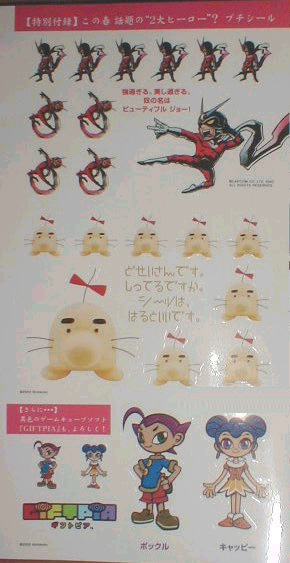 【特別付録】この春 話題の“2大ヒーロー”? プチシール
強過ぎる、美し過ぎる。
奴の名は
ビューティフル ジョー!
©CAPCOM CO.,LTD. 2003
ALL RIGHTS RESERVED.
どせいさんです。
しってるですか。
シールは、
はるといいです。
©2003 Nintendo
【さらに・・・】
異色のゲームキューブソフト
『GIFTPIA』も、よろしく!
GiFTPiA
ギフトピア
©2003 Nintendo
ポックル
キャッピー